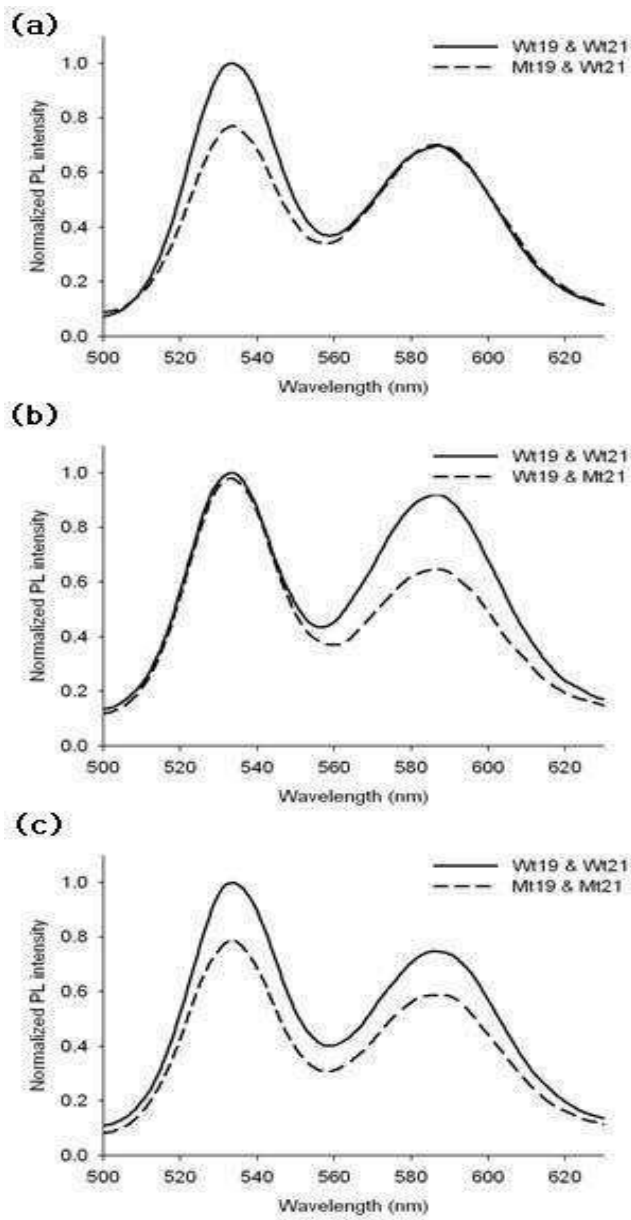 (a)
Wt19 & Wt21
Mt19 & Wt21
Normalized PL intensity
1.0
0.8
0.6
0.4
0.2
0.0
500 520 540 560 580 600 620
Wavelength (nm)
(b)
Wt19 & Wt21
Wt19 & Mt21
Normalized PL intensity
1.0
0.8
0.6
0.4
0.2
0.0
500 520 540 560 580 600 620
Wavelength (nm)
(c)
Wt19 & Wt21
Mt19 & Mt21
Normalized PL intensity
1.0
0.8
0.6
0.4
0.2
0.0
500 520 540 560 580 600 620
Wavelength (nm)